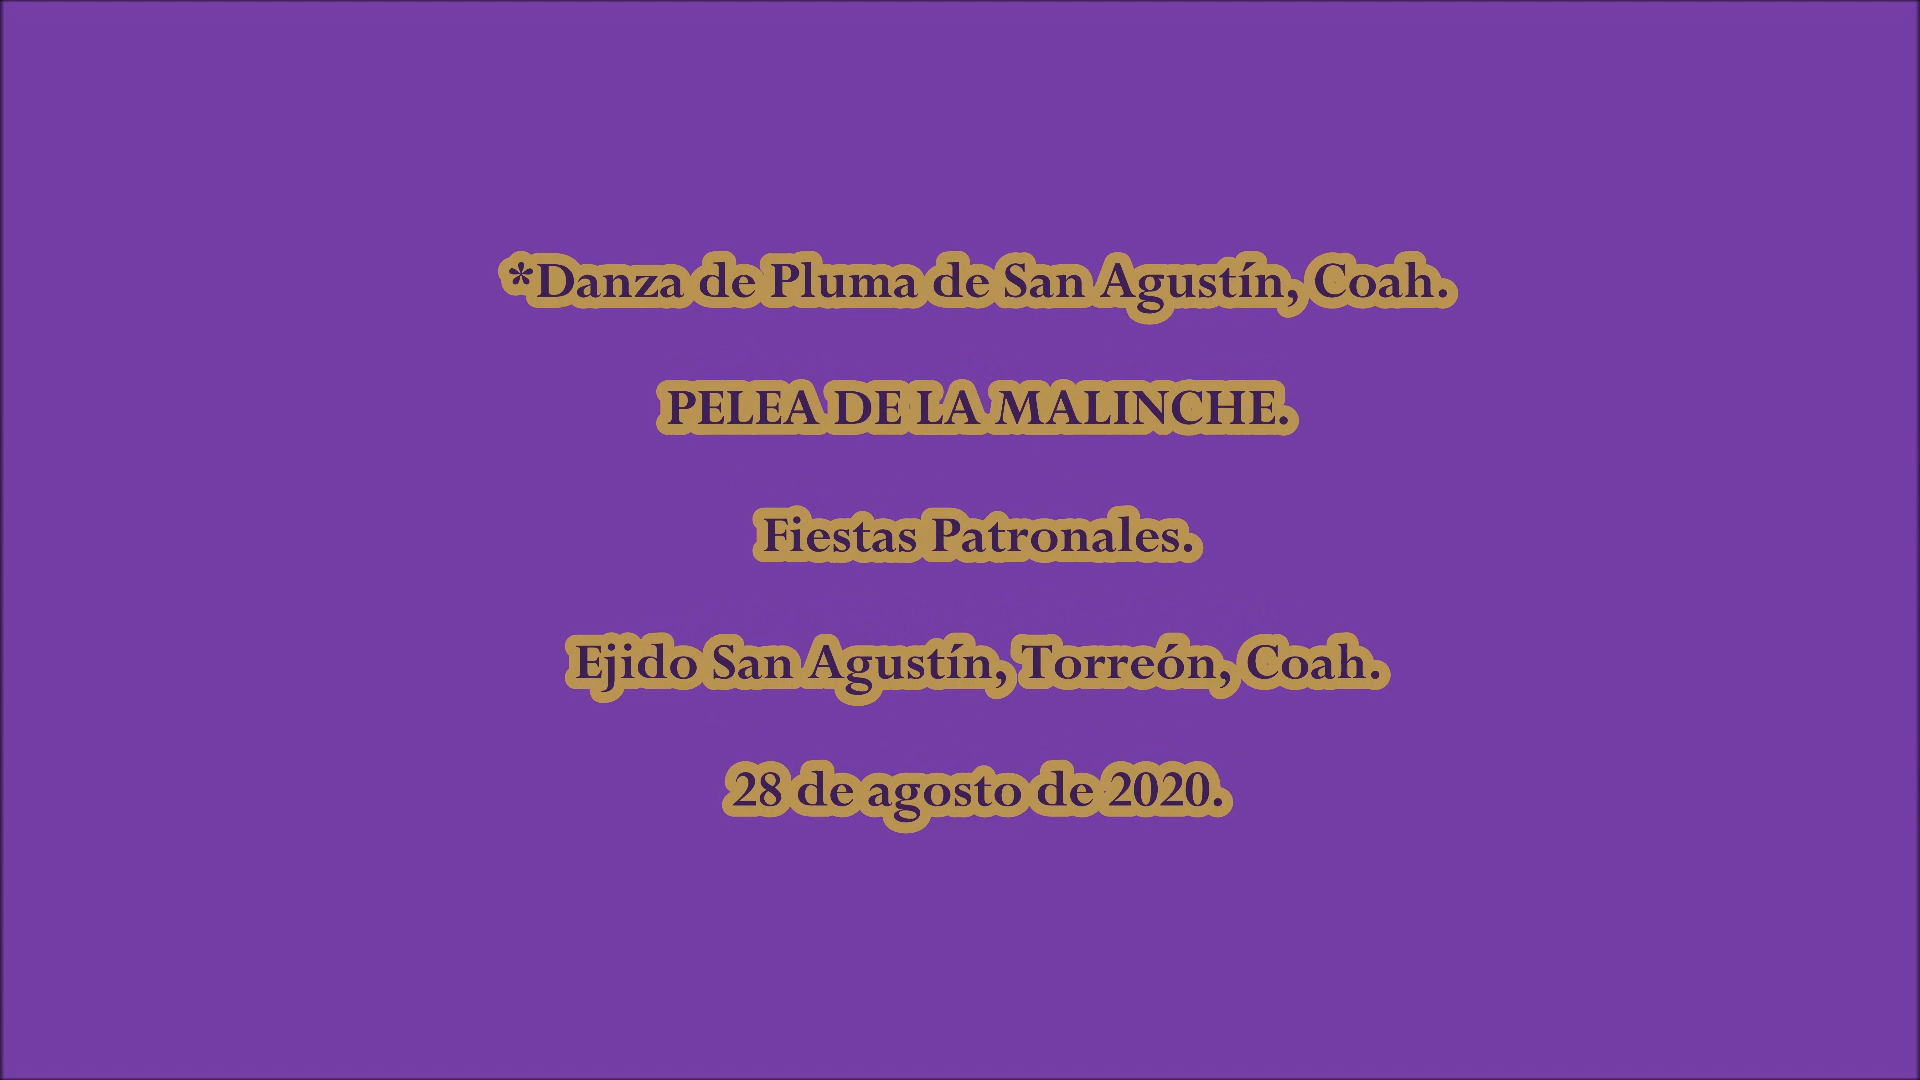 *Danza de Pluma de San Agustín, Coah.
PELEA DE LA MALINCHE.
Fiestas Patronales.
Ejido San Agustín, Torreón, Coah.
28 de agosto de 2020.